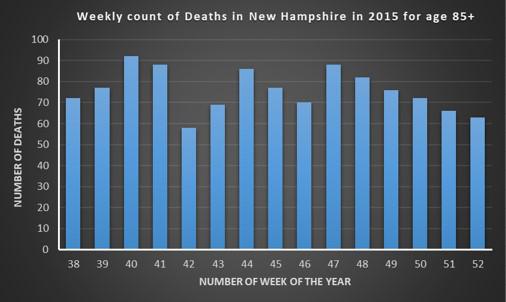 Weekly count of Deaths in New Hampshire in 2015 for age 85+
100
90
80
70
60
50
40
30
20
10
0
NUMBER OF DEATHS
38 39 40 41 42 43 44 45 46 47 48 49 50 51 52
NUMBER OF WEEK OF THE YEAR